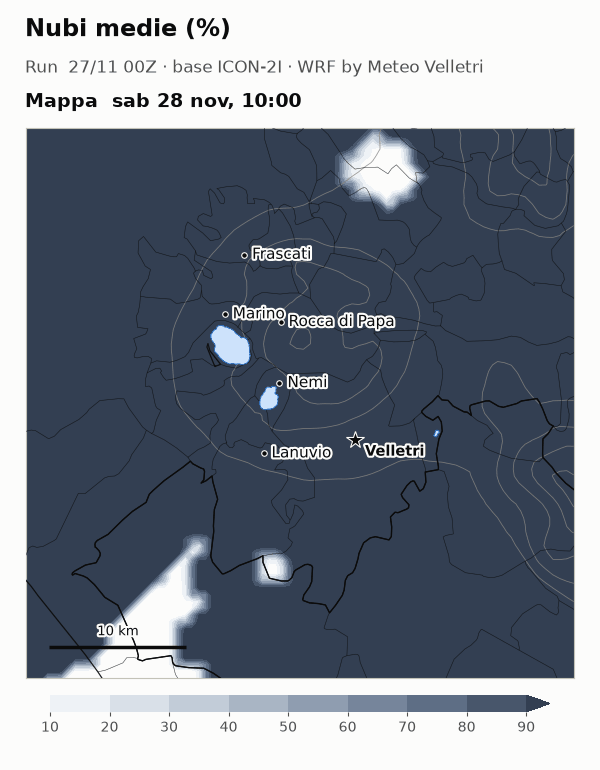 Nubi medie (%)
Run  27/11 00Z · base ICON-2I · WRF by Meteo Velletri
Mappa  sab 28 nov, 10:00
Frascati
Marino
Rocca di Papa
Nemi
Velletri
Lanuvio
10 km
10 20 30 40 50 60 70 80 90